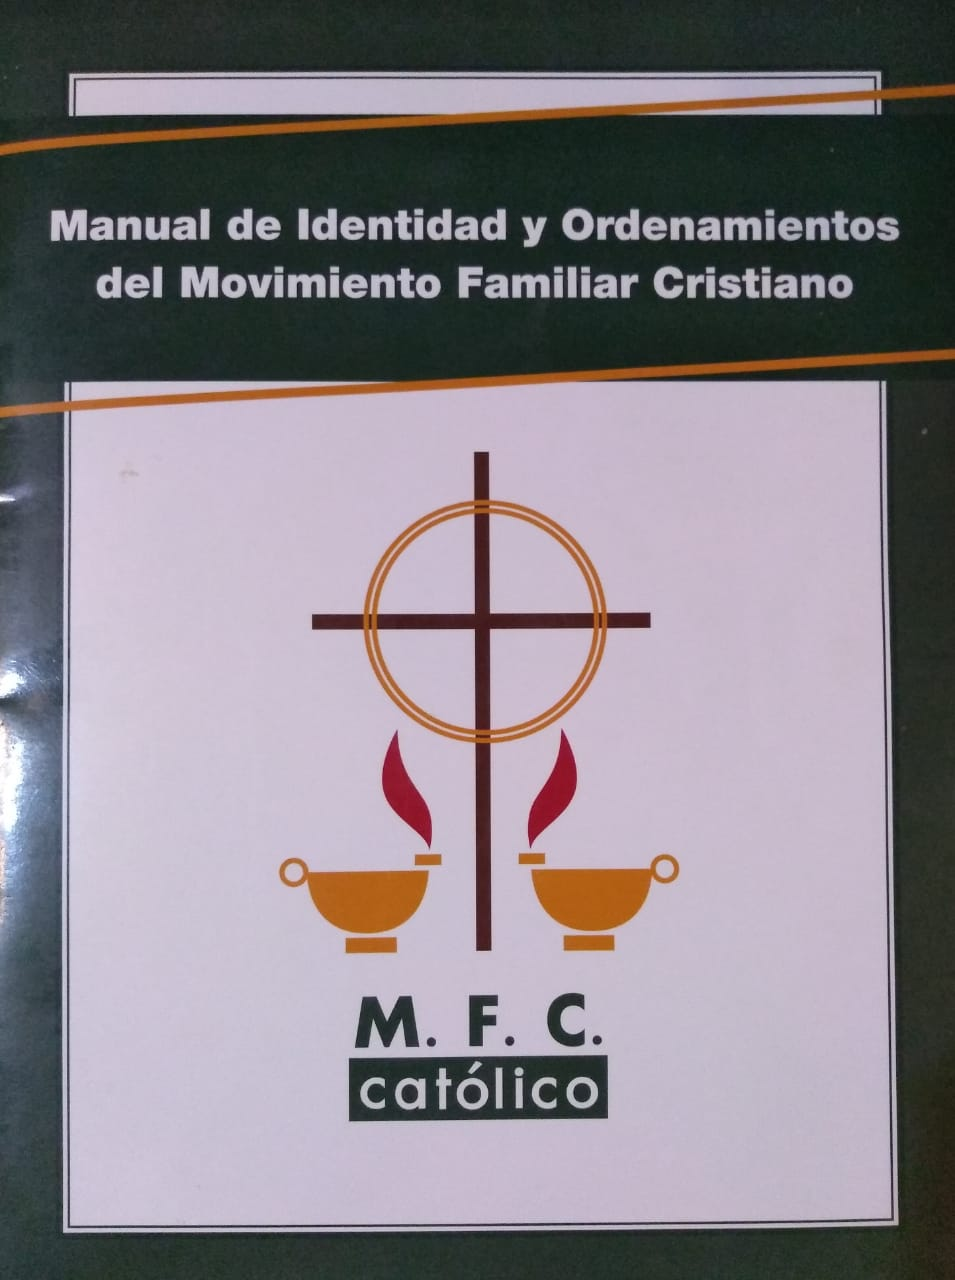 Manual de Identidad y Ordenamientos
del Movimiento Familiar Cristiano
M. F. C.
católico